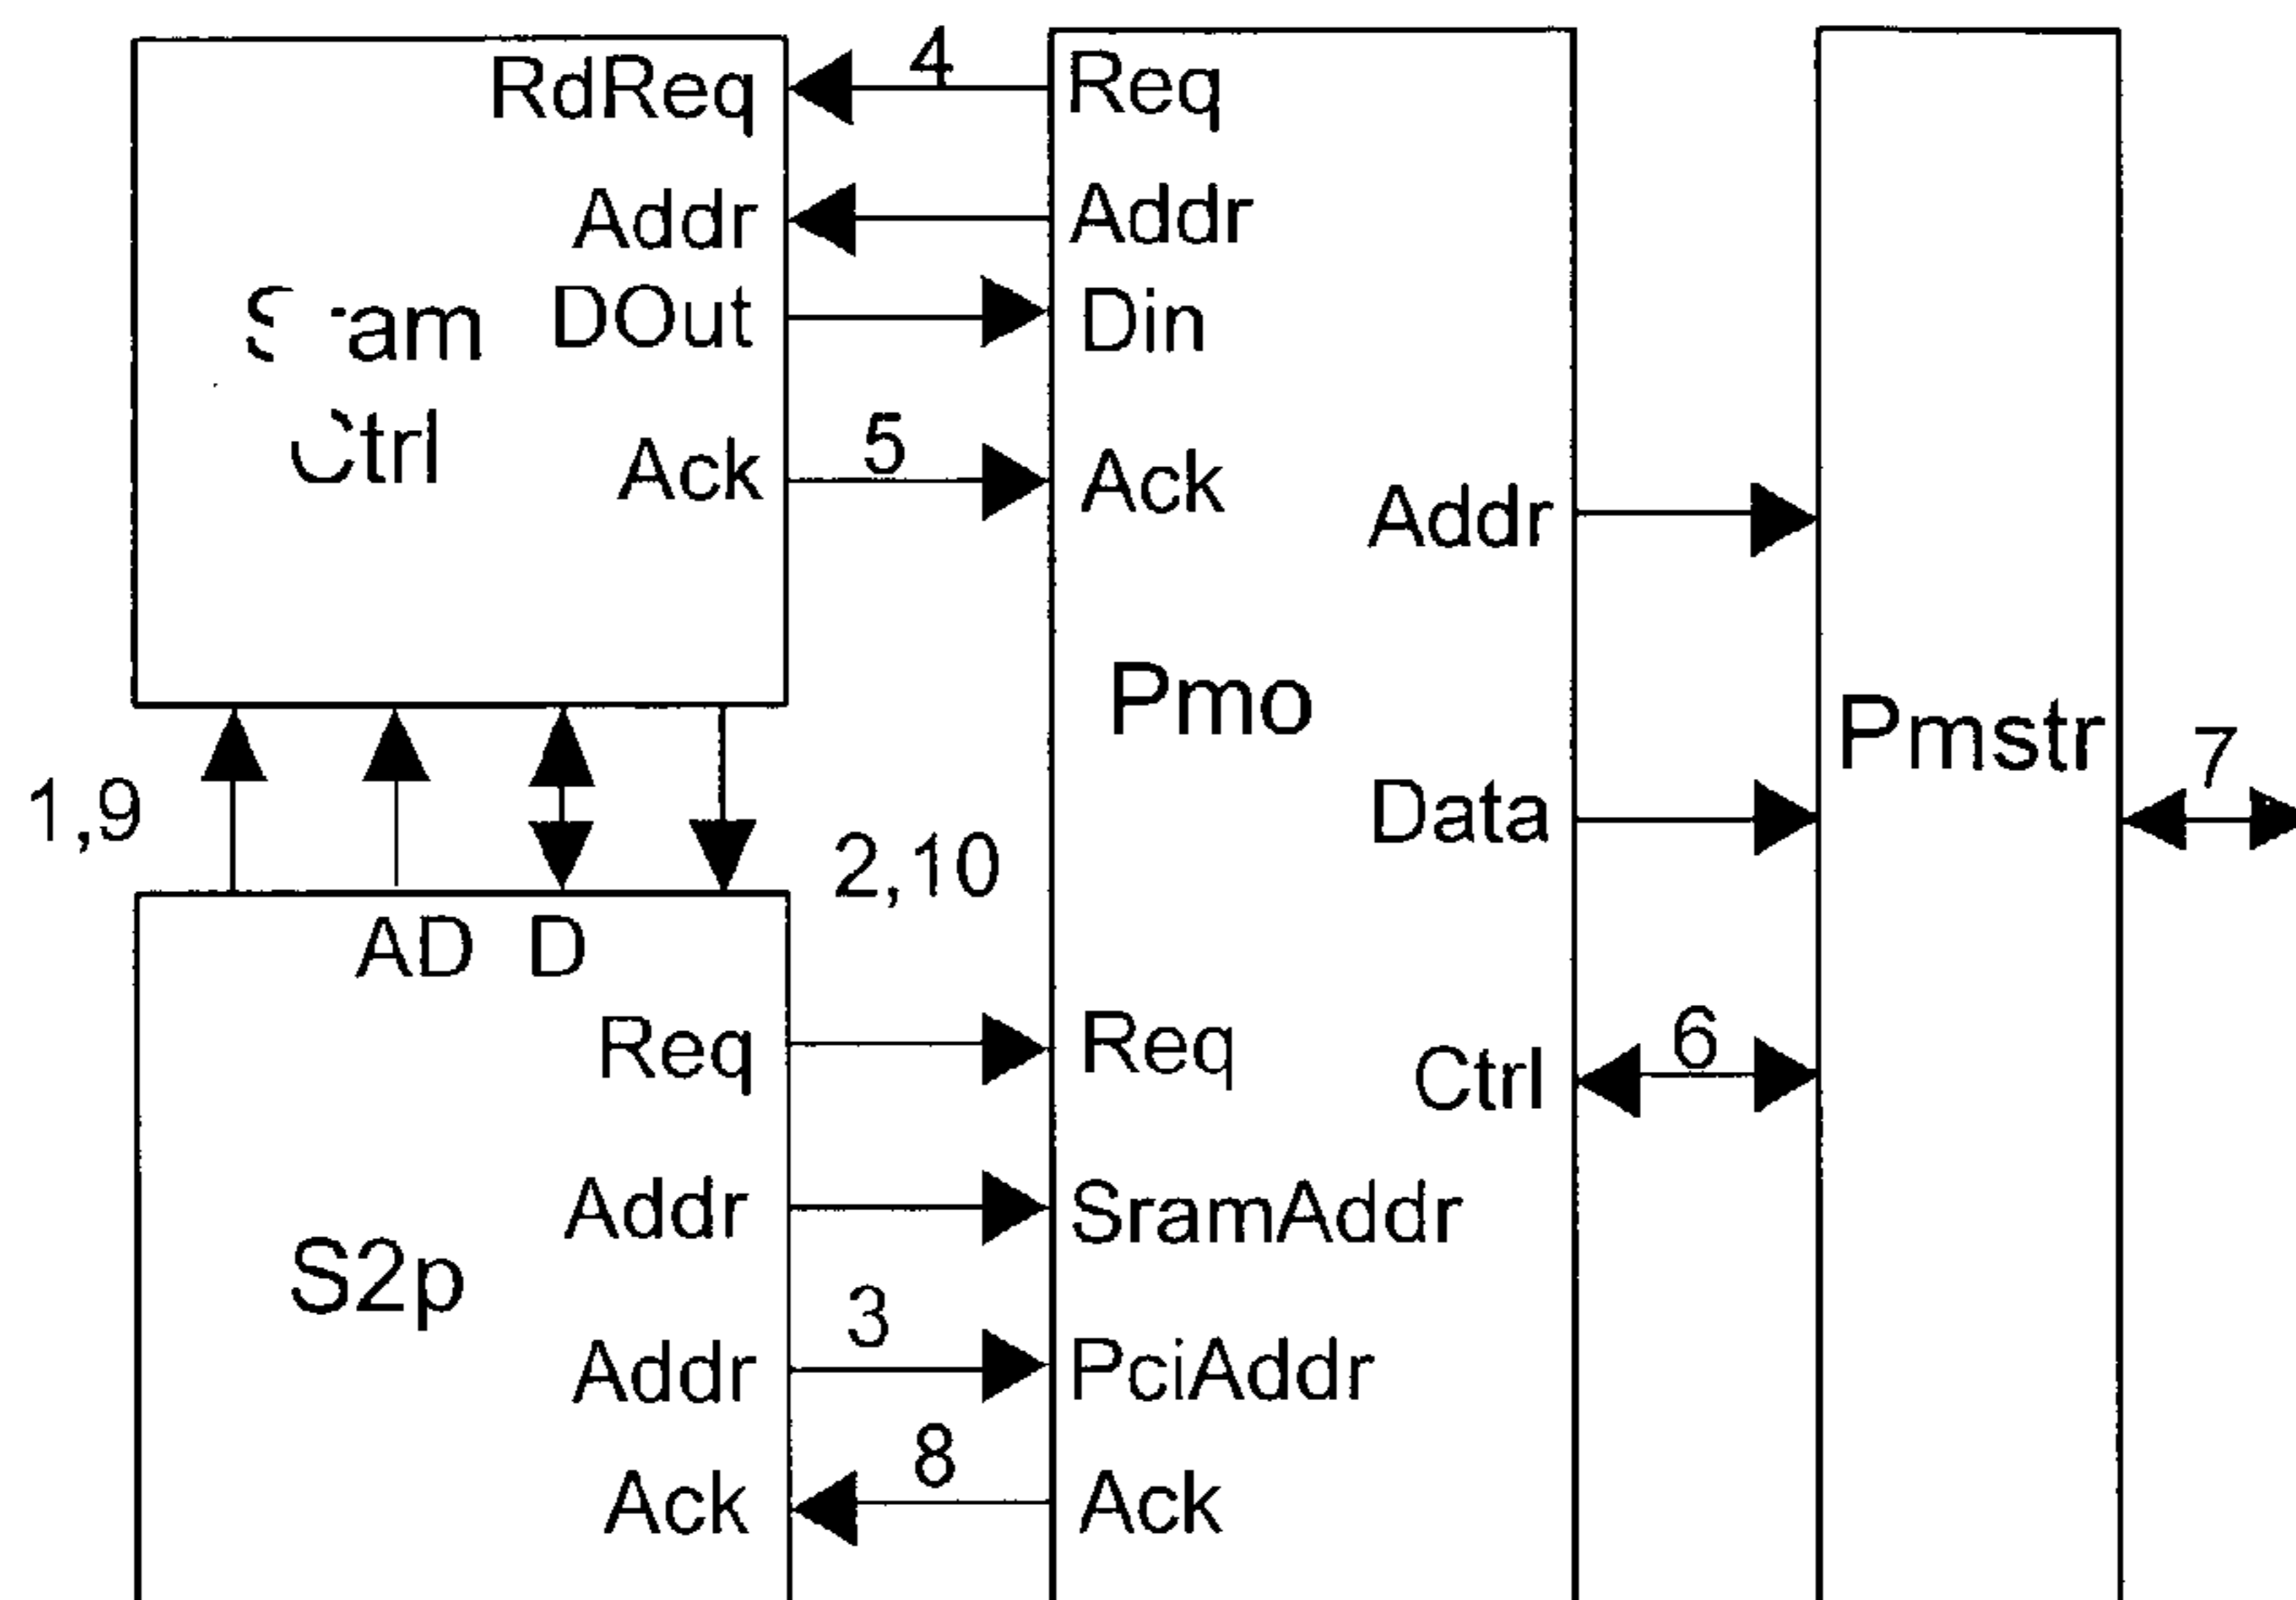 RdReq 4 Req
Addr Addr
Sram DOut Din
Ctrl Ack 5 Ack
Addr
Pmo
Pmstr 7
1,9 2,10 Data
AD D
Req Req Ctrl 6
Addr SramAddr
S2p
3
Addr PciAddr
8
Ack Ack